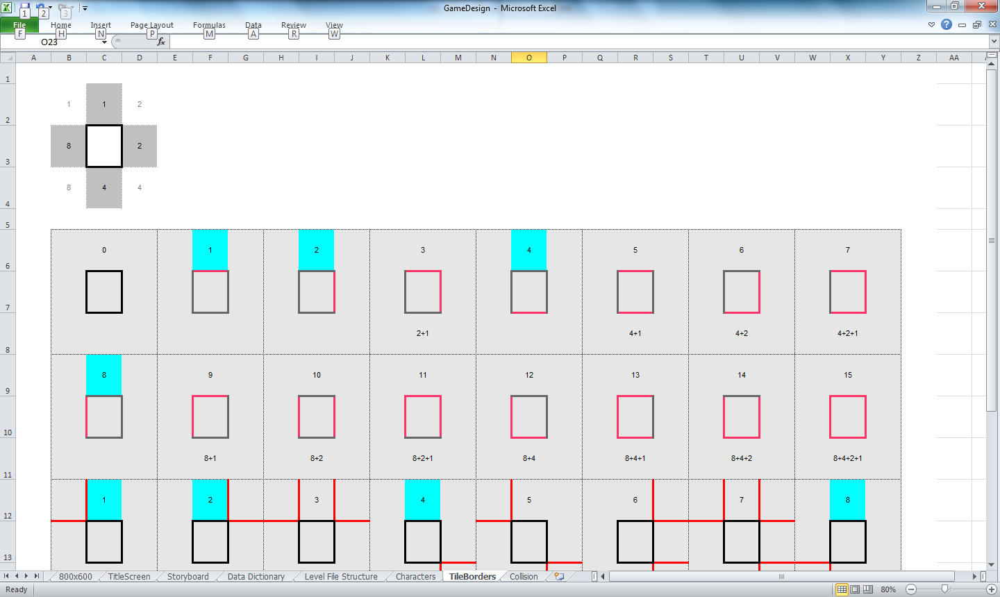 GameDesign - Microsoft Excel
1 2 3
File Home Insert Page Layout Formulas Data Review View
F H N P M A R W
O23 fx
A B C D E F G H I J K L M N O P Q R S T U V W X Y Z AA
1
1 1 2
2
8 2
3
8 4 4
4
5
0 1 2 3 4 5 6 7
6
7
2+1 4+1 4+2 4+2+1
8
8 9 10 11 12 13 14 15
9
10
8+1 8+2 8+2+1 8+4 8+4+1 8+4+2 8+4+2+1
11
1 2 3 4 5 6 7 8
12
13
800x600 TitleScreen Storyboard Data Dictionary Level File Structure Characters TileBorders Collision
Ready 80%